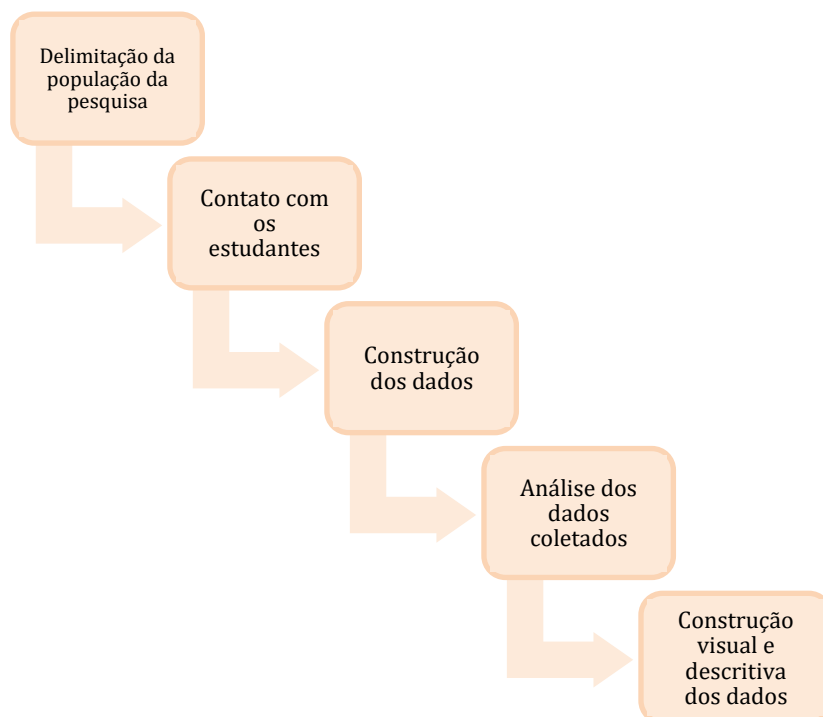 Delimitação da
população da
pesquisa
Contato com
os
estudantes
Construção
dos dados
Análise dos
dados
coletados
Construção
visual e
descritiva
dos dados